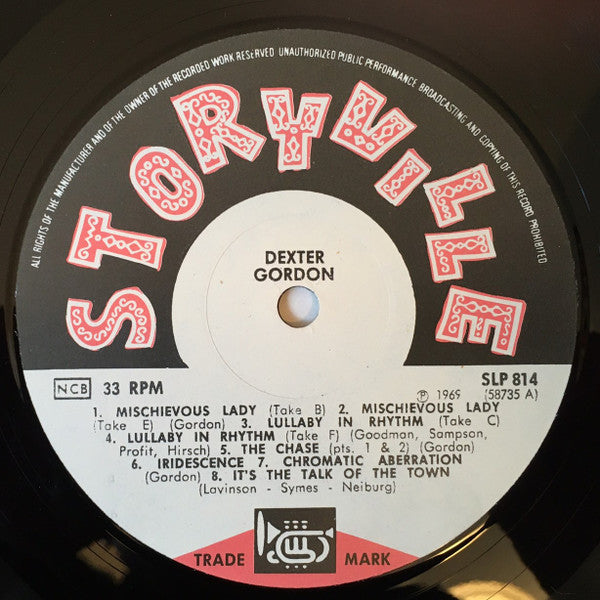 ALL RIGHTS OF THE MANUFACTURER AND OF THE OWNER OF THE RECORDED WORK RESERVED UNAUTHORIZED PUBLIC PERFORMANCE BROADCASTING AND COPYING OF THIS RECORD PROHIBITED
STORYVILLE
DEXTER
GORDON
NCB 33 RPM
SLP 814
℗ 1969 (58735 A)
1. MISCHIEVOUS LADY (Take B) 2. MISCHIEVOUS LADY
(Take E) (Gordon) 3. LULLABY IN RHYTHM (Take C)
4. LULLABY IN RHYTHM (Take F) (Goodman, Sampson,
Profit, Hirsch) 5. THE CHASE (pts. 1 & 2) (Gordon)
6. IRIDESCENCE 7. CHROMATIC ABERRATION
(Gordon) 8. IT'S THE TALK OF THE TOWN
(Lavinson - Symes - Neiburg)
TRADE MARK